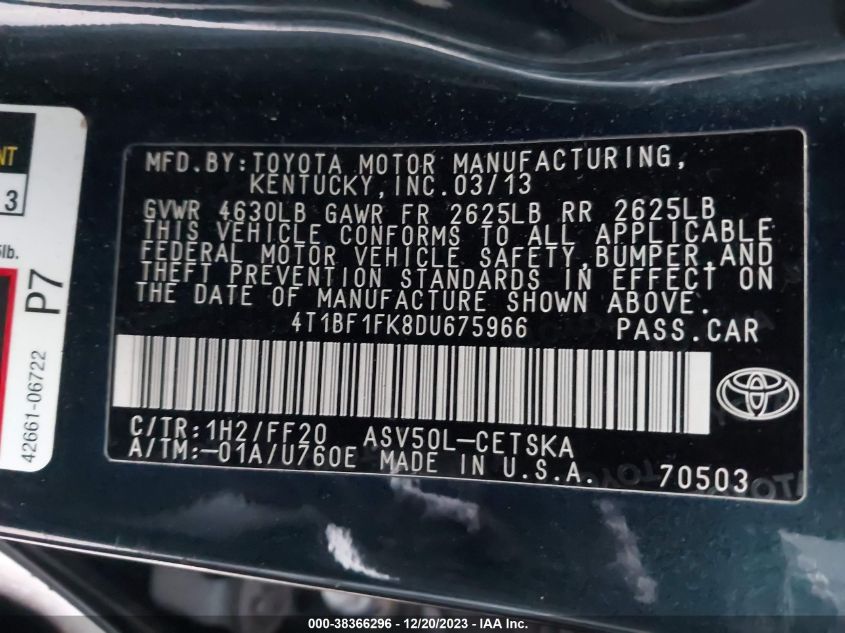 MFD.BY:TOYOTA MOTOR MANUFACTURING,
KENTUCKY,INC.03/13
GVWR 4630LB GAWR FR 2625LB RR 2625LB
THIS VEHICLE CONFORMS TO ALL APPLICABLE
FEDERAL MOTOR VEHICLE SAFETY,BUMPER,AND
THEFT PREVENTION STANDARDS IN EFFECT ON
THE DATE OF MANUFACTURE SHOWN ABOVE.
4T1BF1FK8DU675966 PASS.CAR
C/TR:1H2/FF20 ASV50L-CETSKA
A/TM:-01A/U760E MADE IN U.S.A. 70503
3
lb.
P7
42661-06722
000-38366296 - 12/20/2023 - IAA Inc.